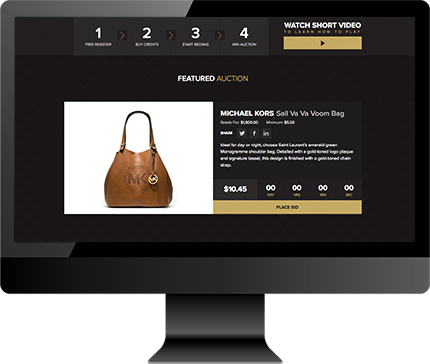 1 > 2 > 3 > 4
FREE REGISTER BUY CREDITS START BIDDING WIN AUCTION
WATCH SHORT VIDEO
TO LEARN HOW TO PLAY
FEATURED AUCTION
MICHAEL KORS Sall Va Va Voom Bag
Retails For: $1,900.00 Minimum: $5.00
SHARE
Ideal for day or night, choose Saint Laurent's emerald-green
Monogramme shoulder bag. Detailed with a gold-toned logo plaque
and signature tassel, this design is finished with a gold-toned chain
strap.
$10.45
00 00 00 00
DAY HRS MIN SEC
PLACE BID
MK